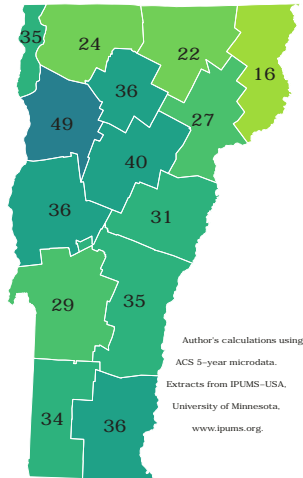 35
24
22
16
36
49
27
40
36
31
29
35
Author's calculations using
ACS 5–year microdata.
Extracts from IPUMS–USA,
University of Minnesota,
www.ipums.org.
34
36